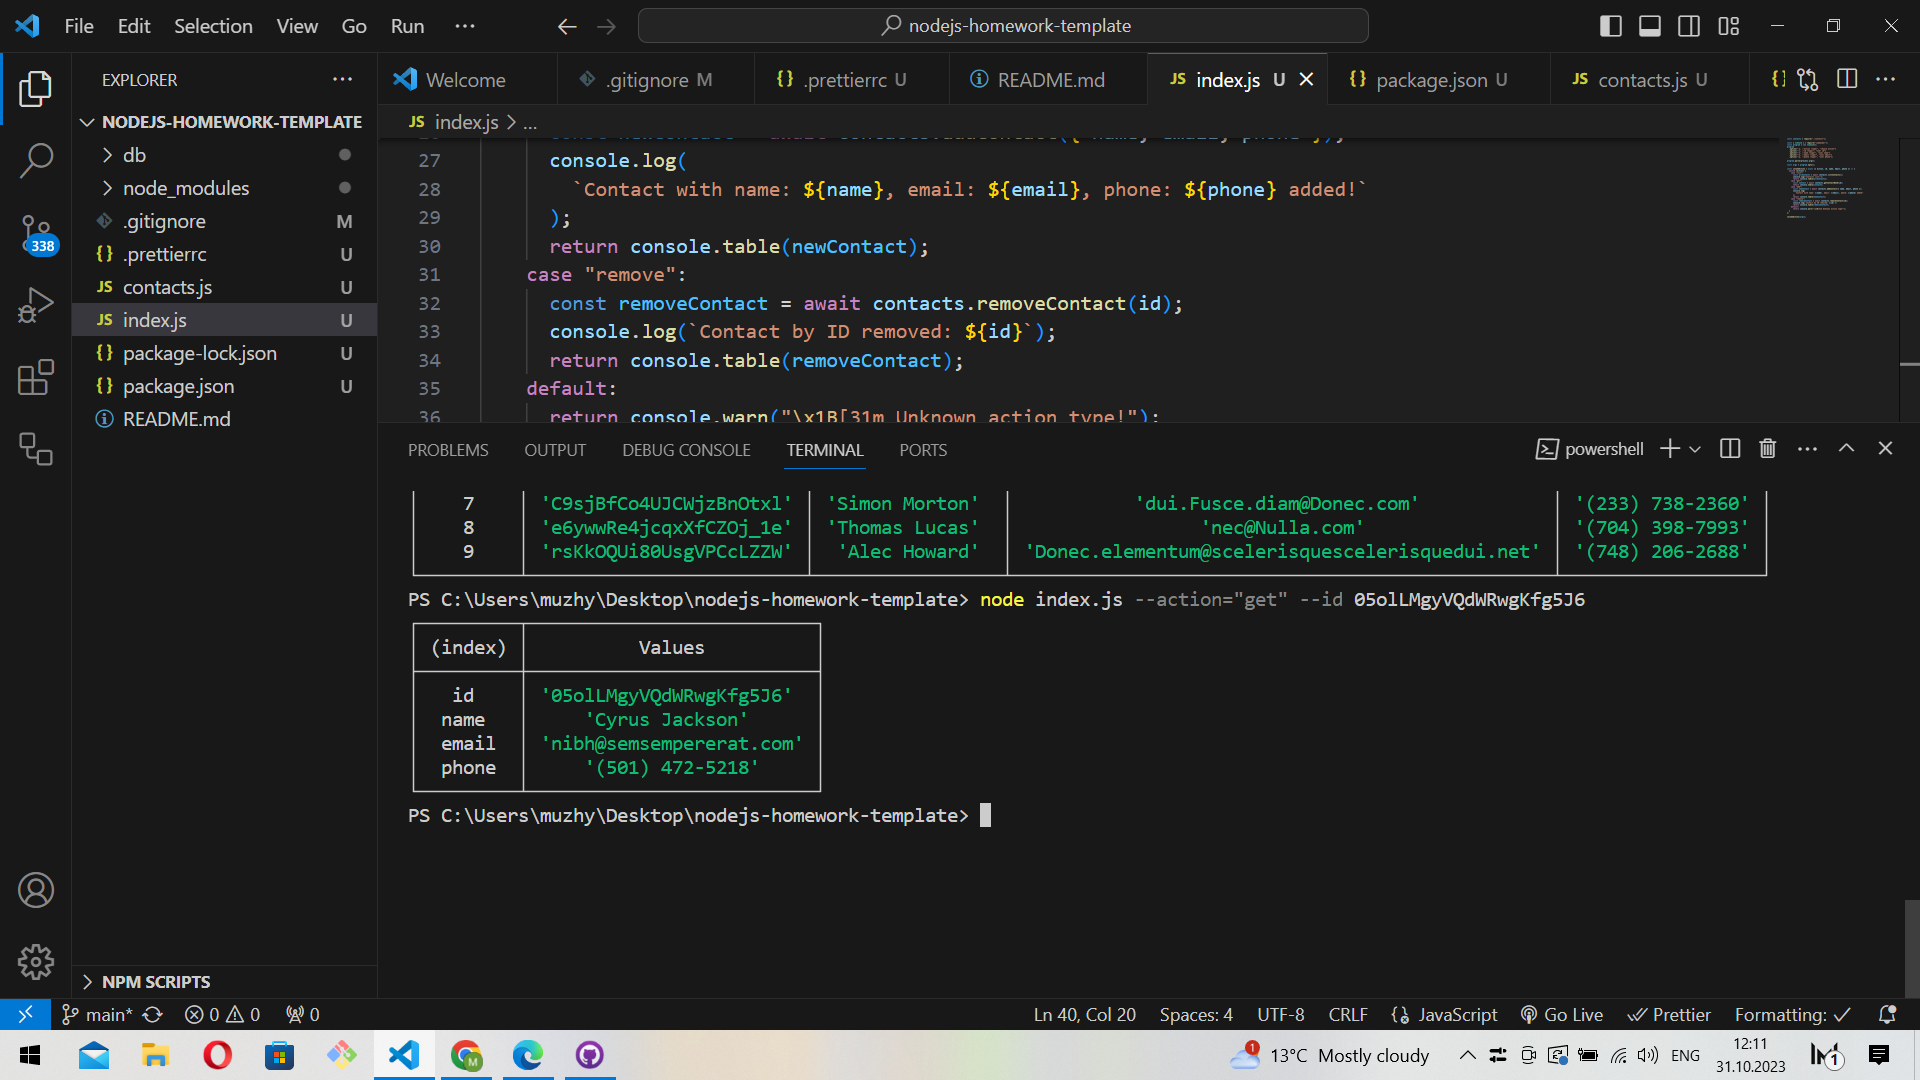 File Edit Selection View Go Run ···
nodejs-homework-template
EXPLORER
Welcome
.gitignore M
{} .prettierrc U
README.md
JS index.js U
{} package.json U
JS contacts.js U
NODEJS-HOMEWORK-TEMPLATE
db
node_modules
.gitignore M
{} .prettierrc U
JS contacts.js U
JS index.js U
{} package-lock.json U
{} package.json U
README.md
338
NPM SCRIPTS
JS index.js > ...
27 console.log(
28 `Contact with name: ${name}, email: ${email}, phone: ${phone} added!`
29 );
30 return console.table(newContact);
31 case "remove":
32 const removeContact = await contacts.removeContact(id);
33 console.log(`Contact by ID removed: ${id}`);
34 return console.table(removeContact);
35 default:
36 return console.warn("\x1B[31m Unknown action type!");
PROBLEMS OUTPUT DEBUG CONSOLE TERMINAL PORTS
powershell
7 'C9sjBfCo4UJCWjzBnOtxl' 'Simon Morton' 'dui.Fusce.diam@Donec.com' '(233) 738-2360'
8 'e6ywwRe4jcqxXfCZOj_1e' 'Thomas Lucas' 'nec@Nulla.com' '(704) 398-7993'
9 'rsKkOQUi80UsgVPCcLZZW' 'Alec Howard' 'Donec.elementum@scelerisquescelerisquedui.net' '(748) 206-2688'
PS C:\Users\muzhy\Desktop\nodejs-homework-template> node index.js --action="get" --id 05olLMgyVQdWRwgKfg5J6
(index) Values
id '05olLMgyVQdWRwgKfg5J6'
name 'Cyrus Jackson'
email 'nibh@semsempererat.com'
phone '(501) 472-5218'
PS C:\Users\muzhy\Desktop\nodejs-homework-template>
main* 0 0 0
Ln 40, Col 20 Spaces: 4 UTF-8 CRLF JavaScript Go Live Prettier Formatting:
1 13°C Mostly cloudy
ENG
12:11
31.10.2023
1